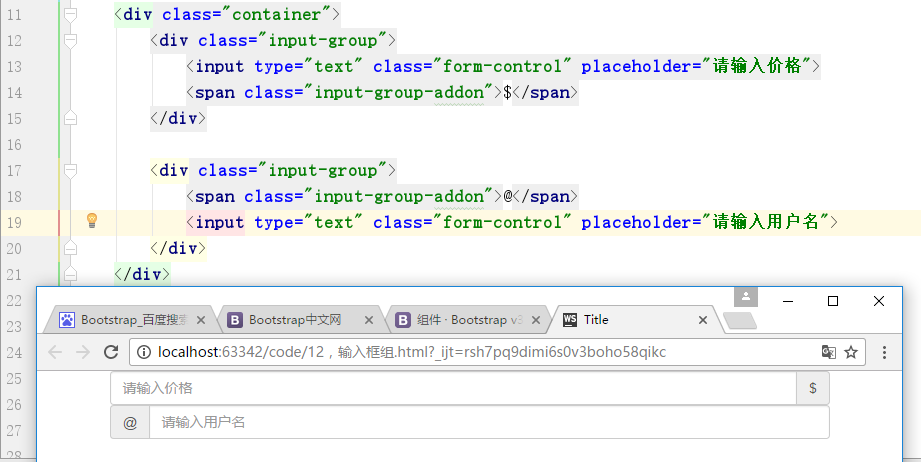 11 <div class="container">
12 <div class="input-group">
13 <input type="text" class="form-control" placeholder="请输入价格">
14 <span class="input-group-addon">$</span>
15 </div>
16
17 <div class="input-group">
18 <span class="input-group-addon">@</span>
19 <input type="text" class="form-control" placeholder="请输入用户名">
20 </div>
21 </div>
22
23
24
25
26
27
28
Bootstrap_百度搜索
B Bootstrap中文网
B 组件 · Bootstrap v3
WS Title
localhost:63342/code/12，输入框组.html?_ijt=rsh7pq9dimi6s0v3boho58qikc
请输入价格 $
@ 请输入用户名